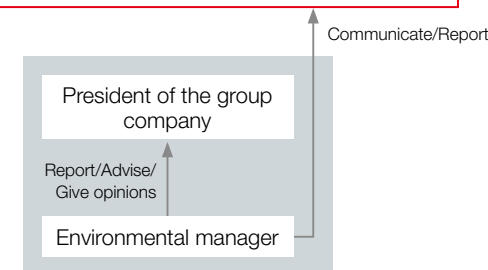 Communicate/Report
President of the group
company
Report/Advise/
Give opinions
Environmental manager